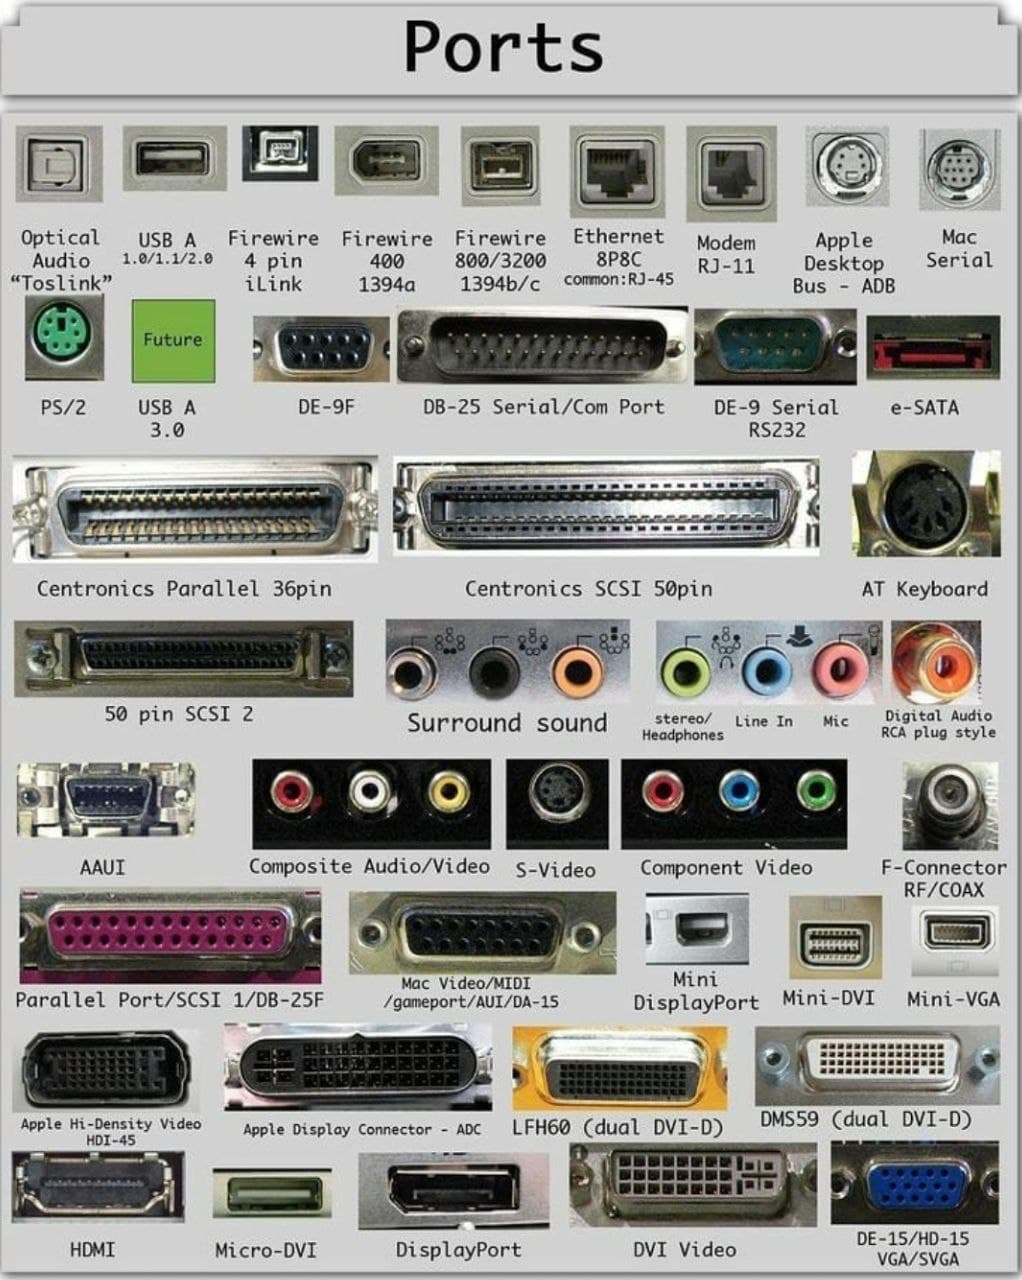 Ports
Optical
Audio
“Toslink”
USB A
1.0/1.1/2.0
Firewire
4 pin
iLink
Firewire
400
1394a
Firewire
800/3200
1394b/c
Ethernet
8P8C
common:RJ-45
Modem
RJ-11
Apple
Desktop
Bus - ADB
Mac
Serial
PS/2
Future
USB A
3.0
DE-9F
DB-25 Serial/Com Port
DE-9 Serial
RS232
e-SATA
Centronics Parallel 36pin
Centronics SCSI 50pin
AT Keyboard
50 pin SCSI 2
Surround sound
stereo/
Headphones
Line In
Mic
Digital Audio
RCA plug style
AAUI
Composite Audio/Video
S-Video
Component Video
F-Connector
RF/COAX
Parallel Port/SCSI 1/DB-25F
Mac Video/MIDI
/gameport/AUI/DA-15
Mini
DisplayPort
Mini-DVI
Mini-VGA
Apple Hi-Density Video
HDI-45
Apple Display Connector - ADC
LFH60 (dual DVI-D)
DMS59 (dual DVI-D)
HDMI
Micro-DVI
DisplayPort
DVI Video
DE-15/HD-15
VGA/SVGA